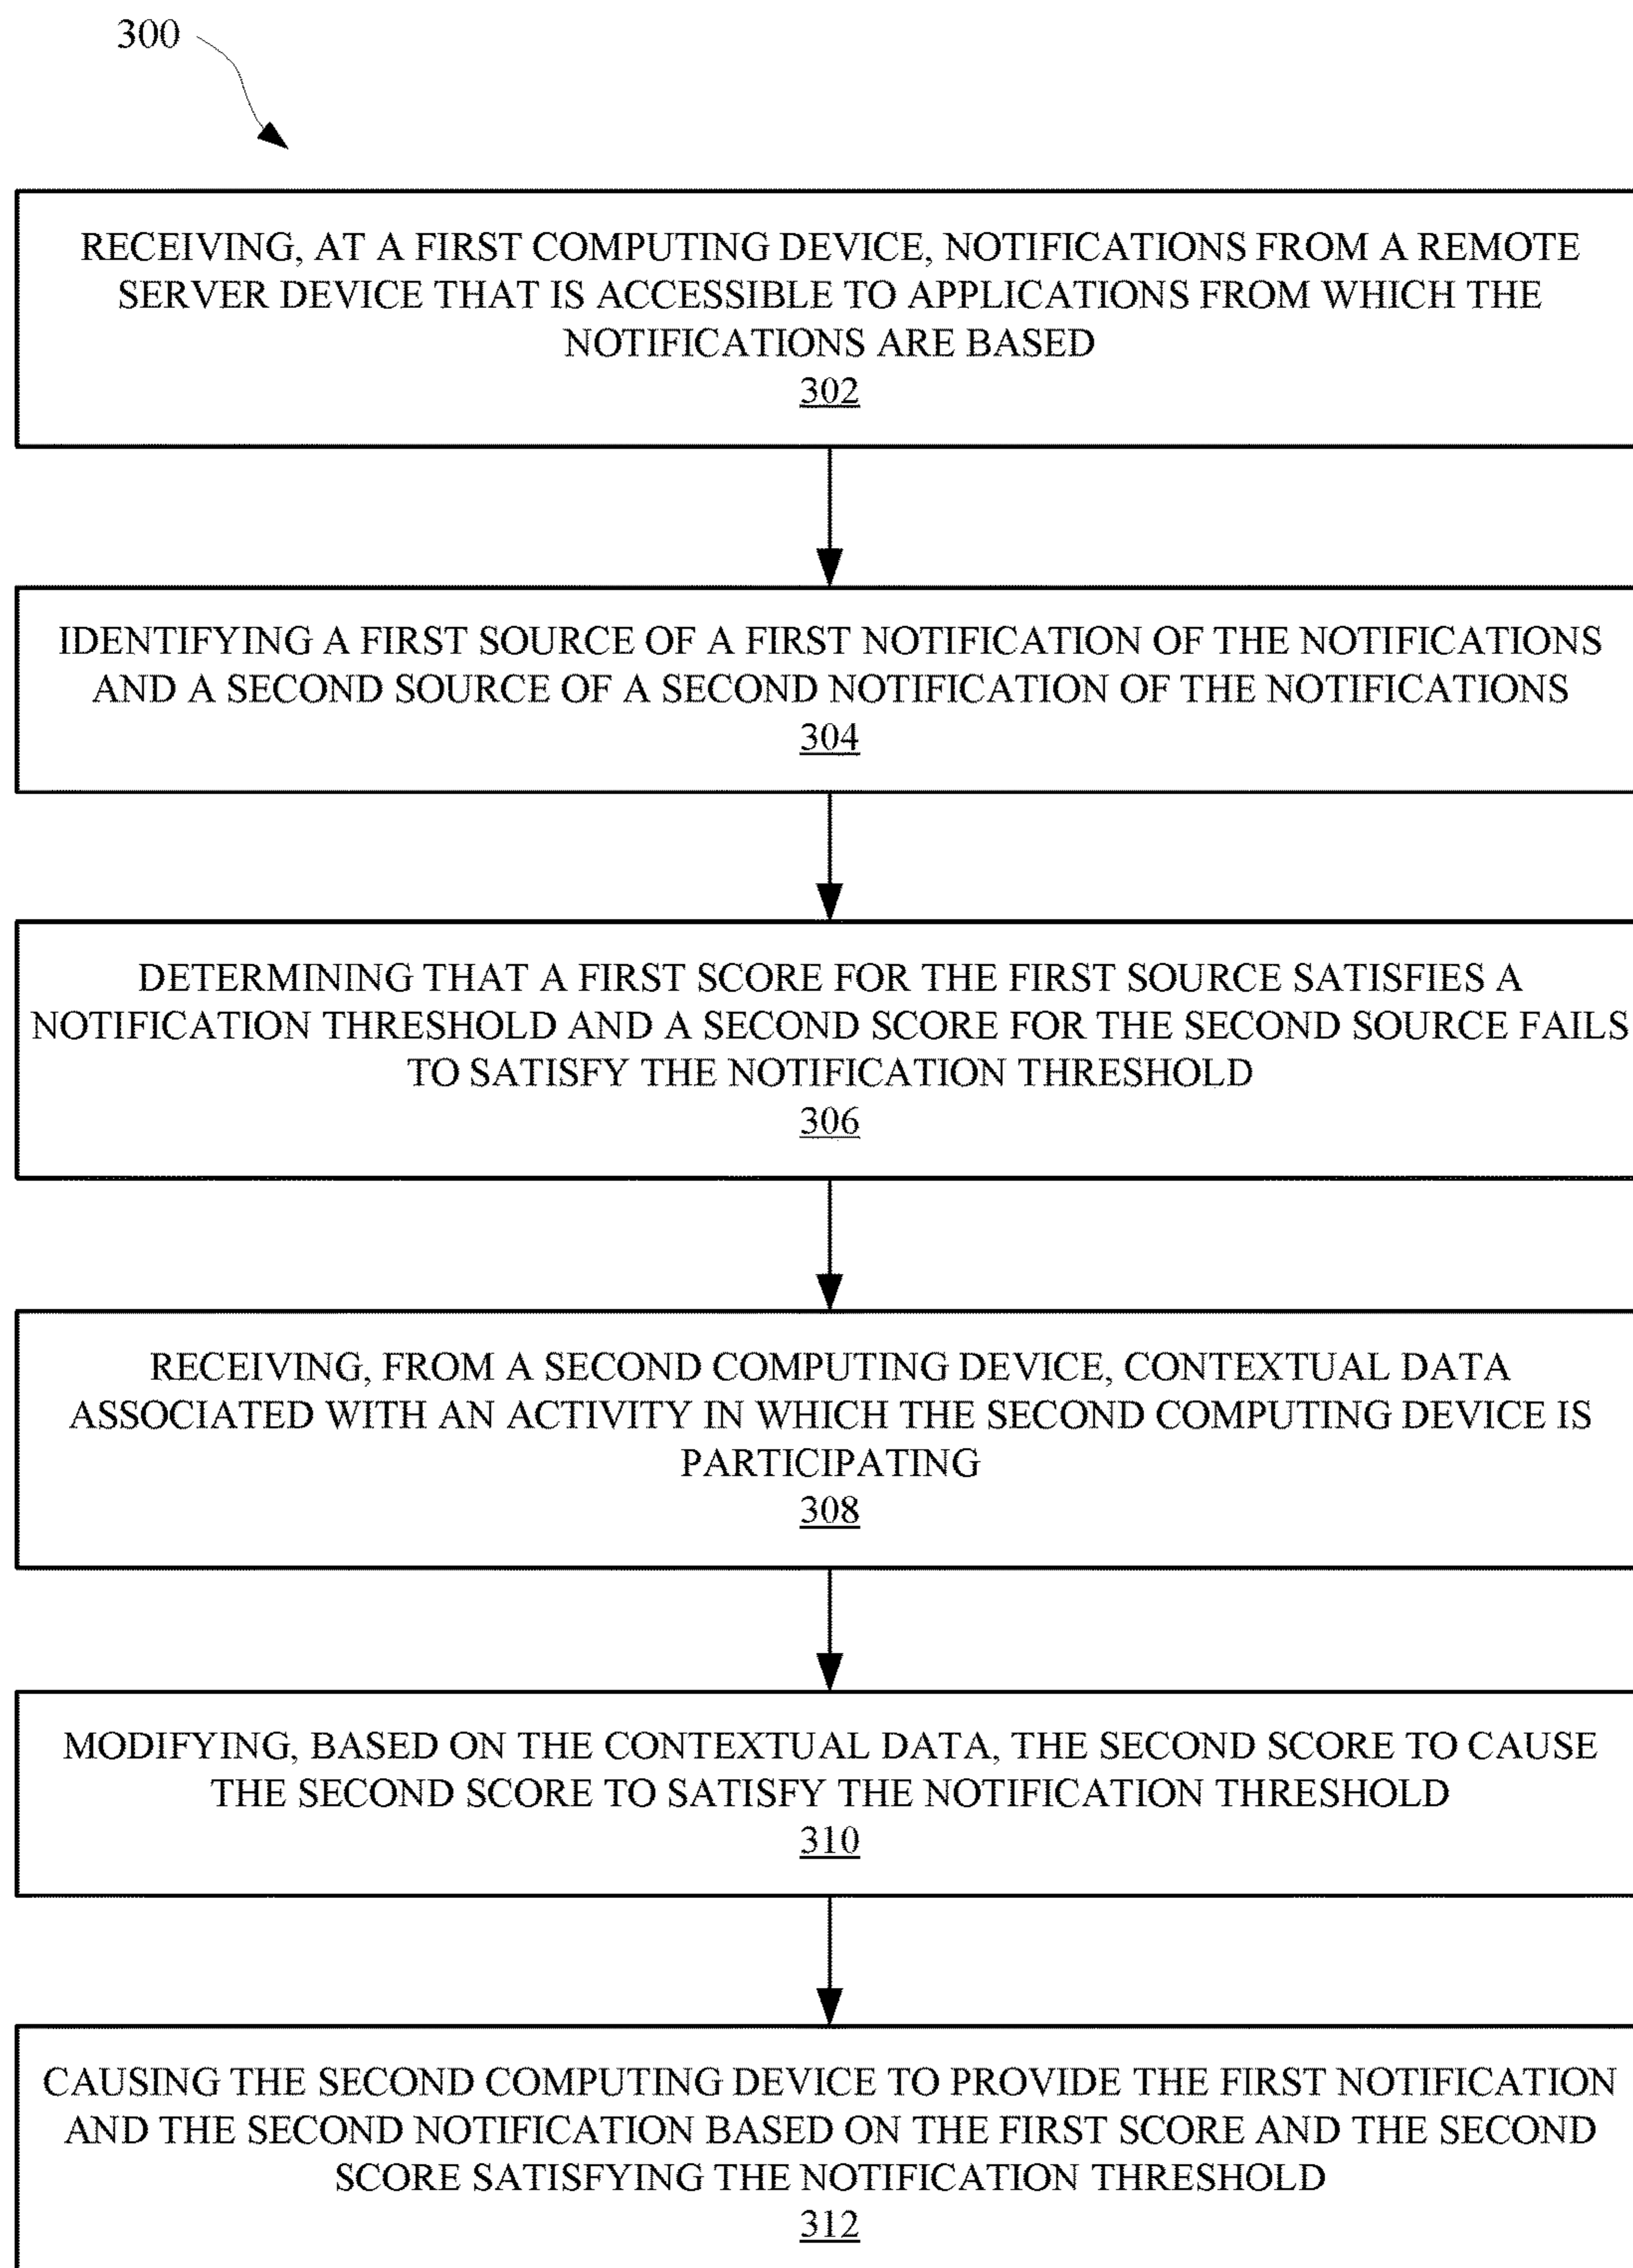 300
RECEIVING, AT A FIRST COMPUTING DEVICE, NOTIFICATIONS FROM A REMOTE
SERVER DEVICE THAT IS ACCESSIBLE TO APPLICATIONS FROM WHICH THE
NOTIFICATIONS ARE BASED
302
IDENTIFYING A FIRST SOURCE OF A FIRST NOTIFICATION OF THE NOTIFICATIONS
AND A SECOND SOURCE OF A SECOND NOTIFICATION OF THE NOTIFICATIONS
304
DETERMINING THAT A FIRST SCORE FOR THE FIRST SOURCE SATISFIES A
NOTIFICATION THRESHOLD AND A SECOND SCORE FOR THE SECOND SOURCE FAILS
TO SATISFY THE NOTIFICATION THRESHOLD
306
RECEIVING, FROM A SECOND COMPUTING DEVICE, CONTEXTUAL DATA
ASSOCIATED WITH AN ACTIVITY IN WHICH THE SECOND COMPUTING DEVICE IS
PARTICIPATING
308
MODIFYING, BASED ON THE CONTEXTUAL DATA, THE SECOND SCORE TO CAUSE
THE SECOND SCORE TO SATISFY THE NOTIFICATION THRESHOLD
310
CAUSING THE SECOND COMPUTING DEVICE TO PROVIDE THE FIRST NOTIFICATION
AND THE SECOND NOTIFICATION BASED ON THE FIRST SCORE AND THE SECOND
SCORE SATISFYING THE NOTIFICATION THRESHOLD
312